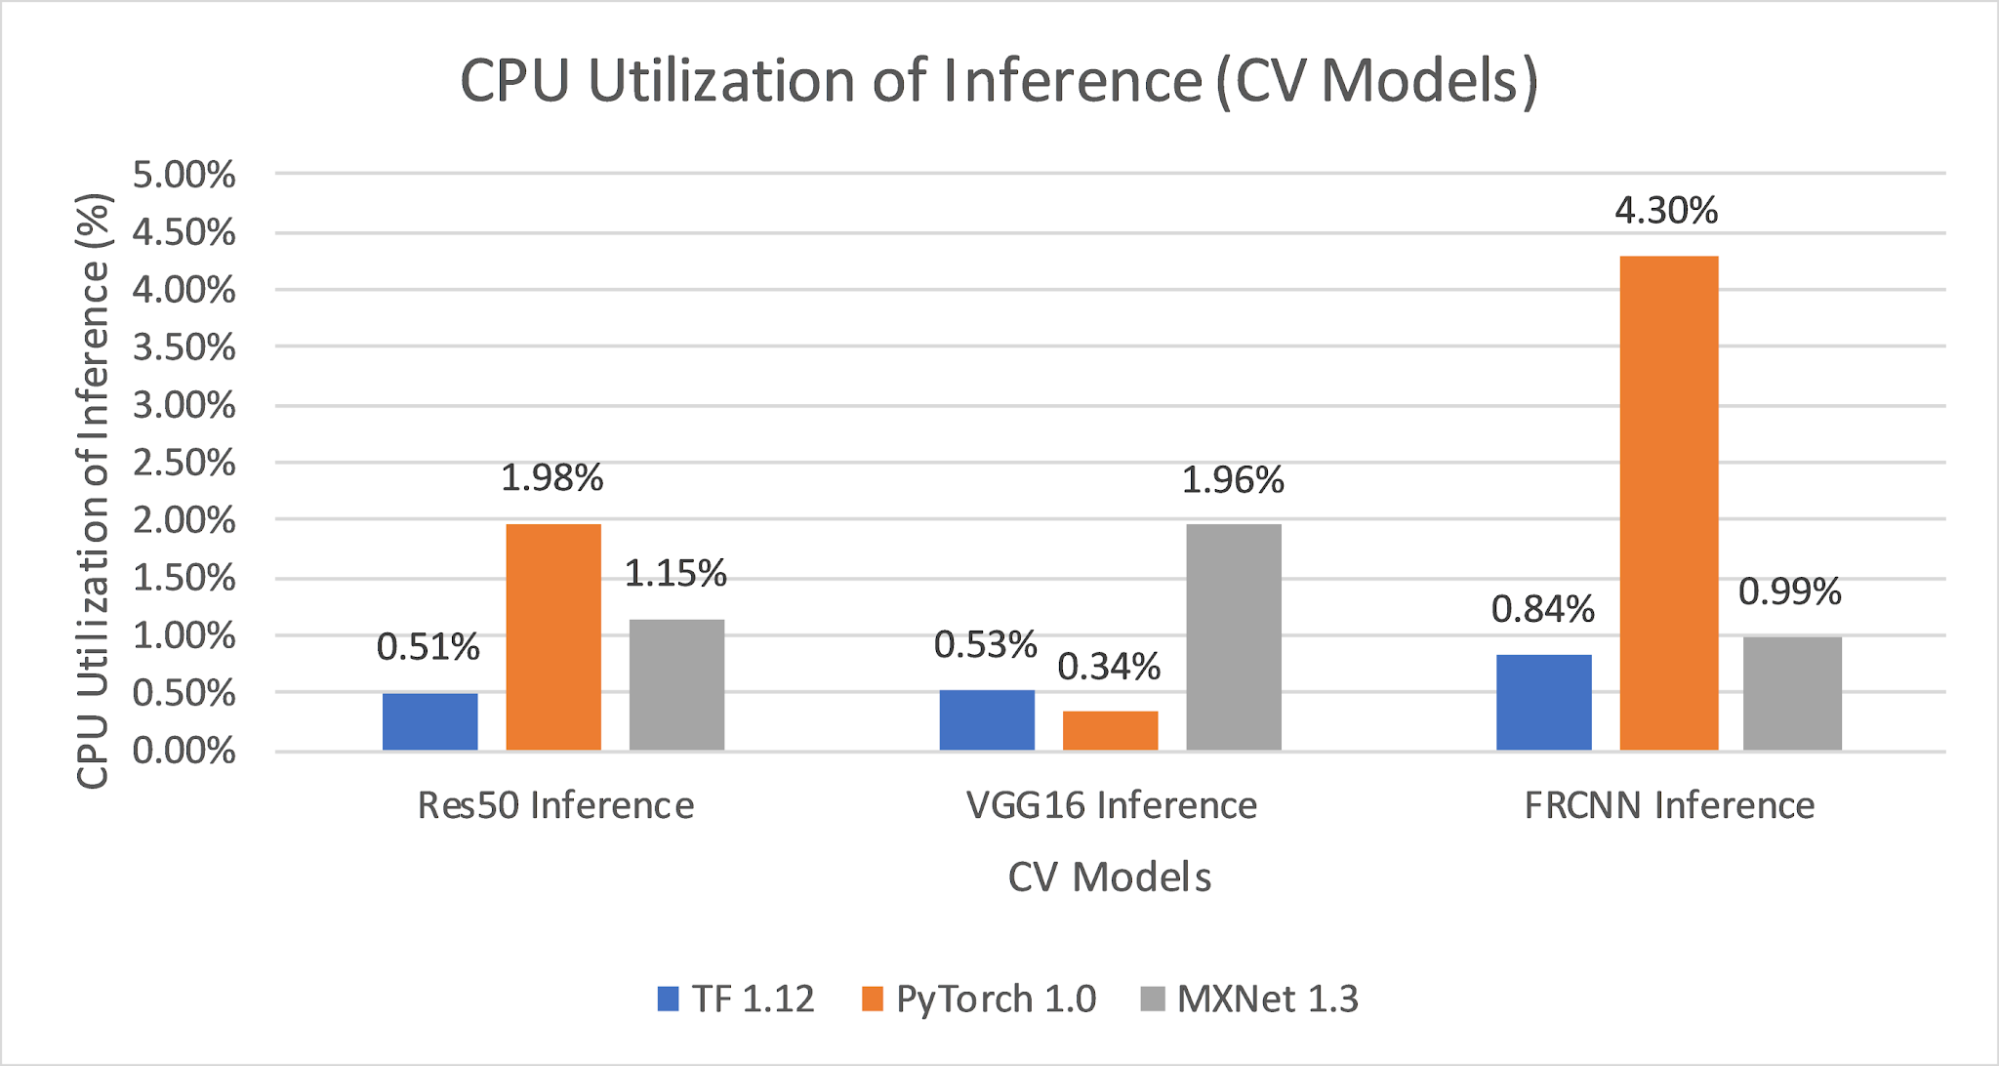 CPU Utilization of Inference (CV Models)
CPU Utilization of Inference (%)
5.00%
4.50%
4.00%
3.50%
3.00%
2.50%
2.00%
1.50%
1.00%
0.50%
0.00%
0.51%
1.98%
1.15%
0.53%
0.34%
1.96%
0.84%
4.30%
0.99%
Res50 Inference
VGG16 Inference
FRCNN Inference
CV Models
TF 1.12
PyTorch 1.0
MXNet 1.3